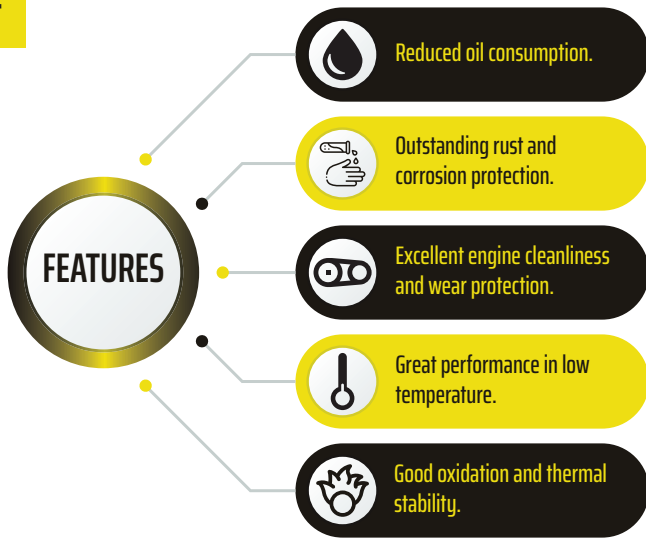 FEATURES
Reduced oil consumption.
Outstanding rust and
corrosion protection.
Excellent engine cleanliness
and wear protection.
Great performance in low
temperature.
Good oxidation and thermal
stability.